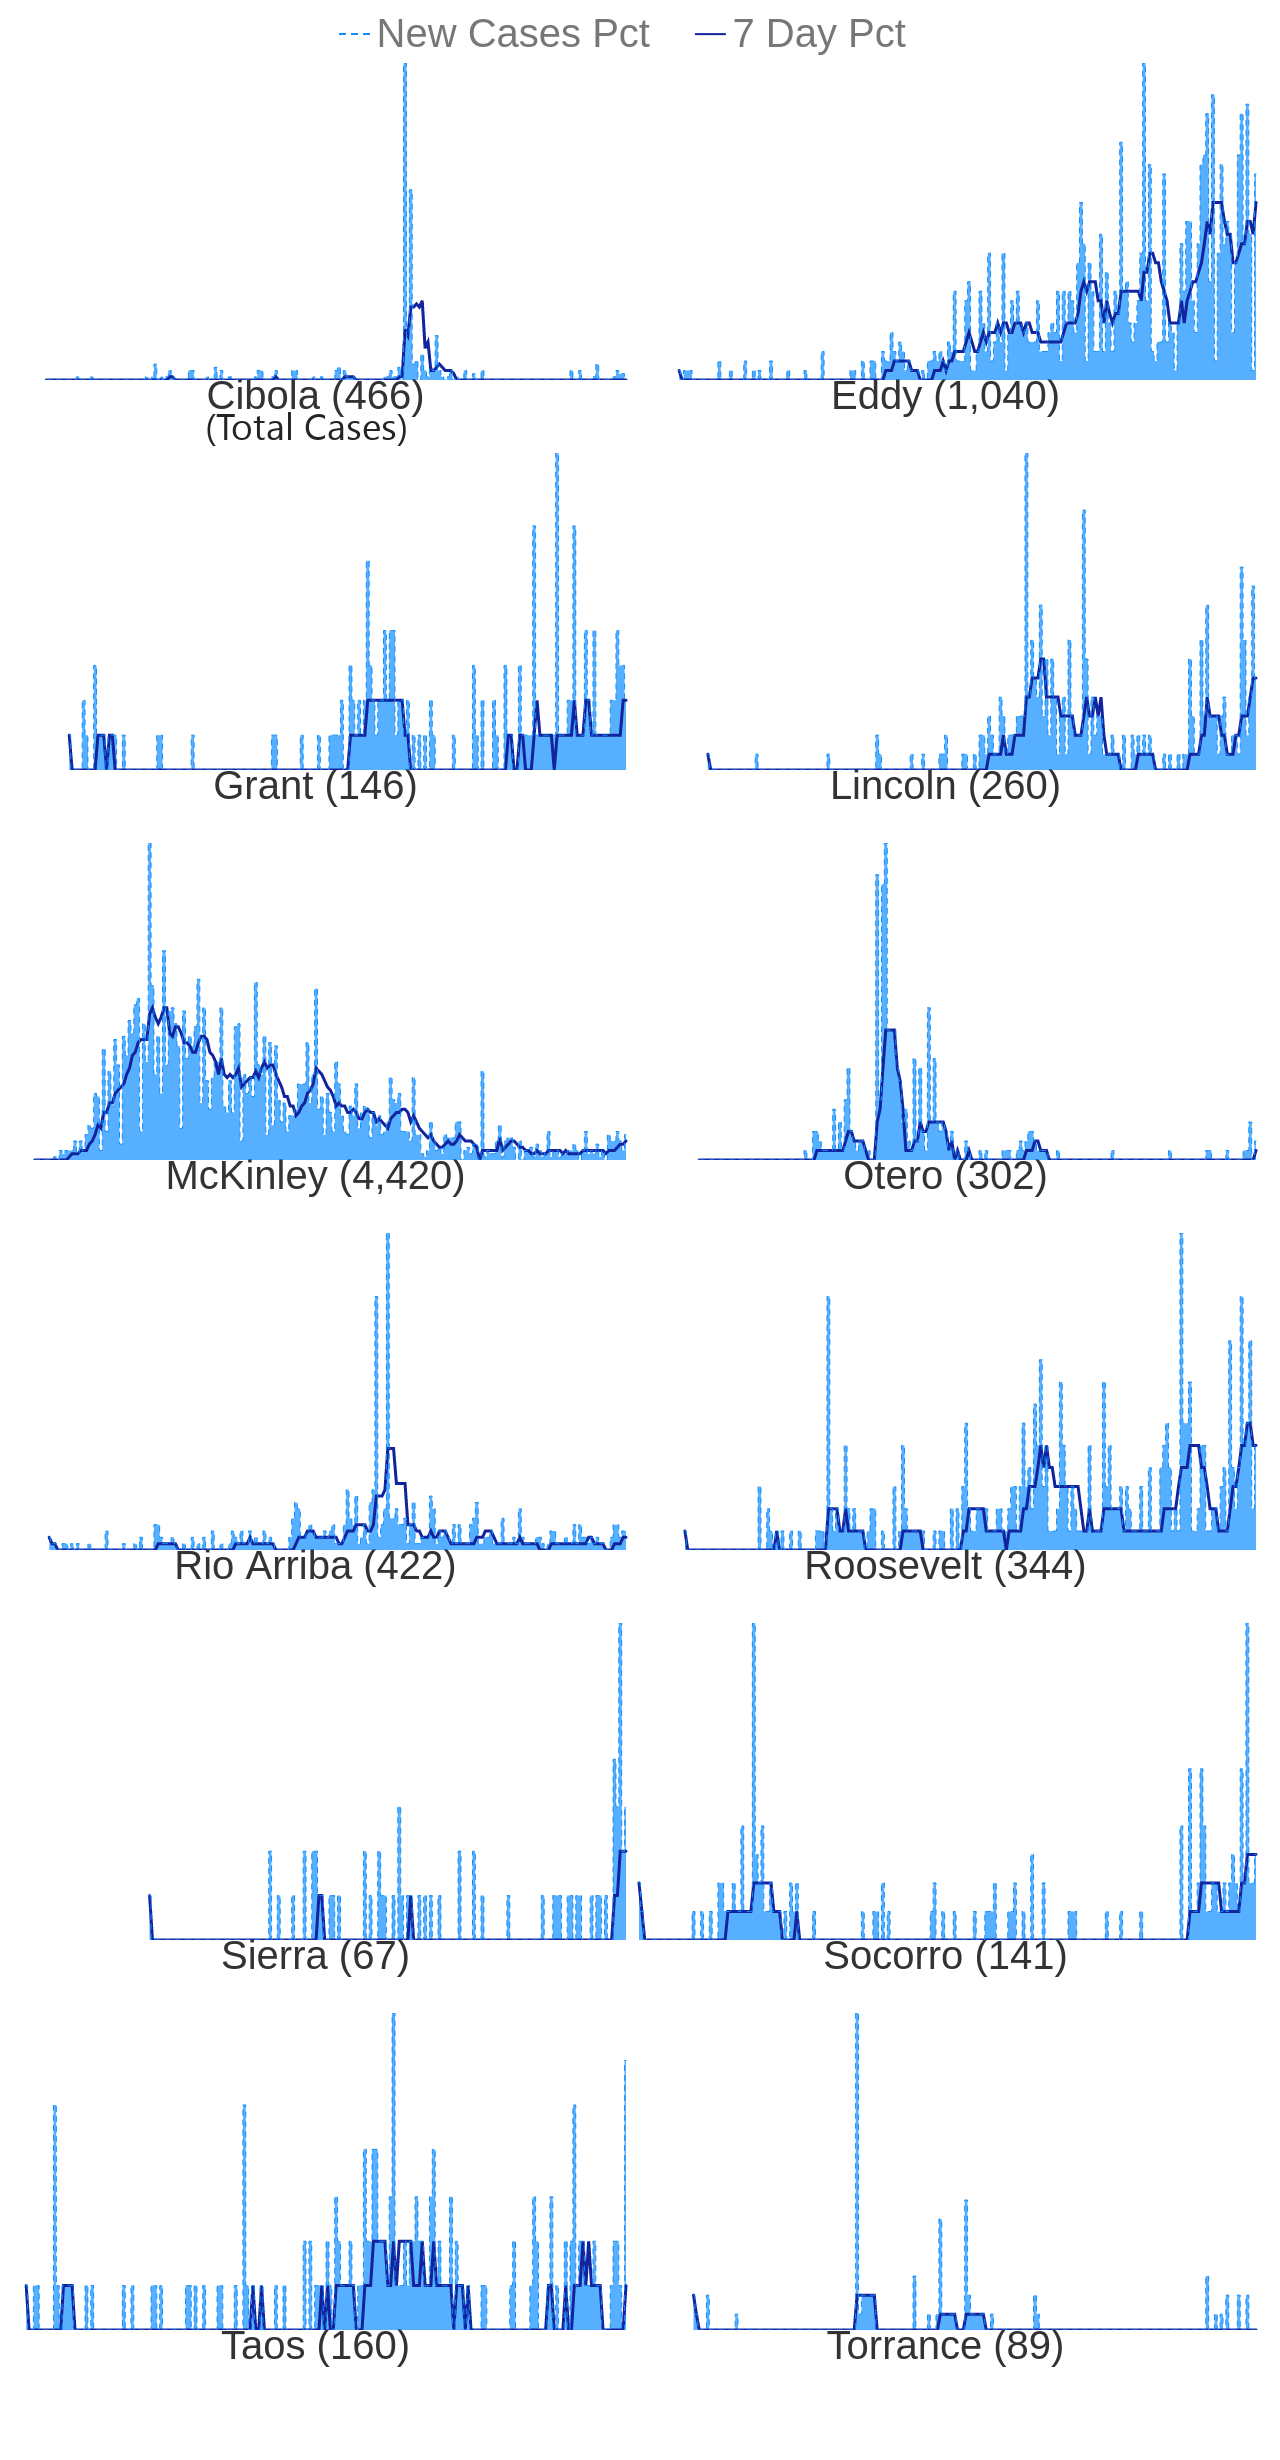 New Cases Pct 7 Day Pct
Cibola (466) Eddy (1,040)
(Total Cases)
Grant (146) Lincoln (260)
McKinley (4,420) Otero (302)
Rio Arriba (422) Roosevelt (344)
Sierra (67) Socorro (141)
Taos (160) Torrance (89)